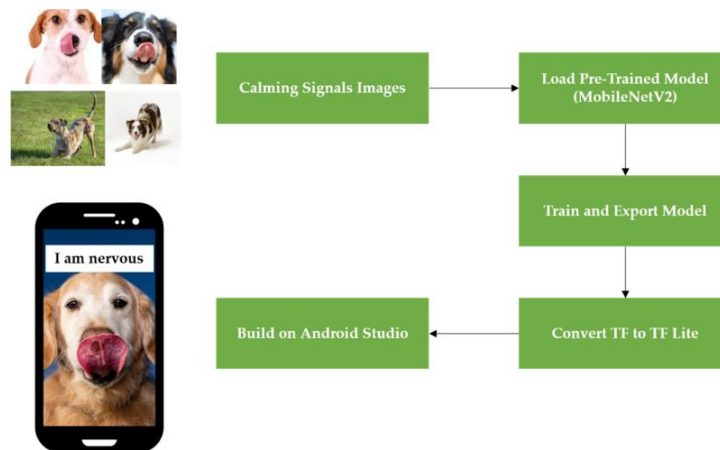 Calming Signals Images
Load Pre-Trained Model
(MobileNetV2)
Train and Export Model
I am nervous
Build on Android Studio
Convert TF to TF Lite